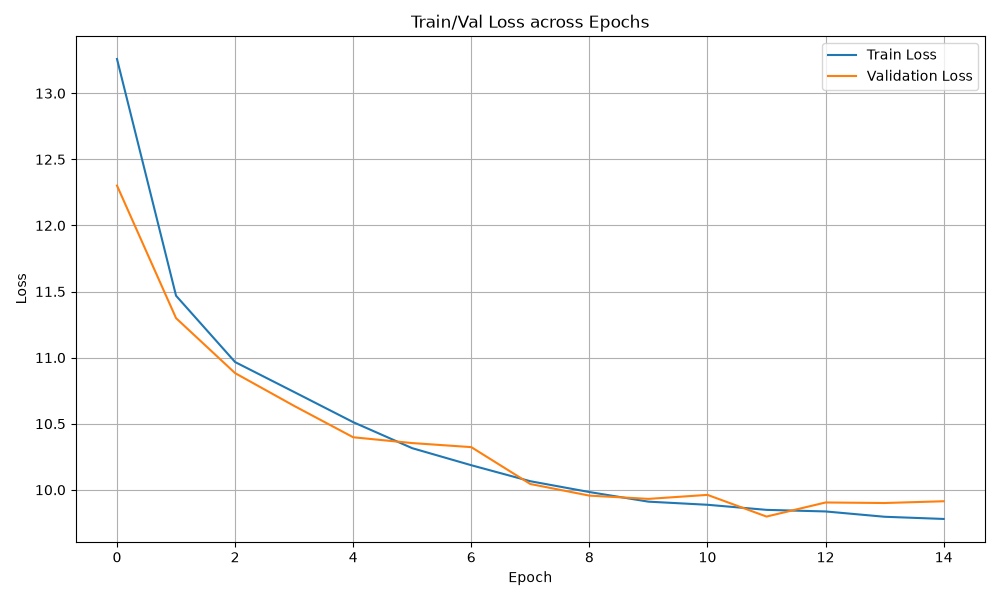 Train/Val Loss across Epochs
Train Loss
Validation Loss
13.0
12.5
12.0
11.5
11.0
10.5
10.0
Loss
0 2 4 6 8 10 12 14
Epoch